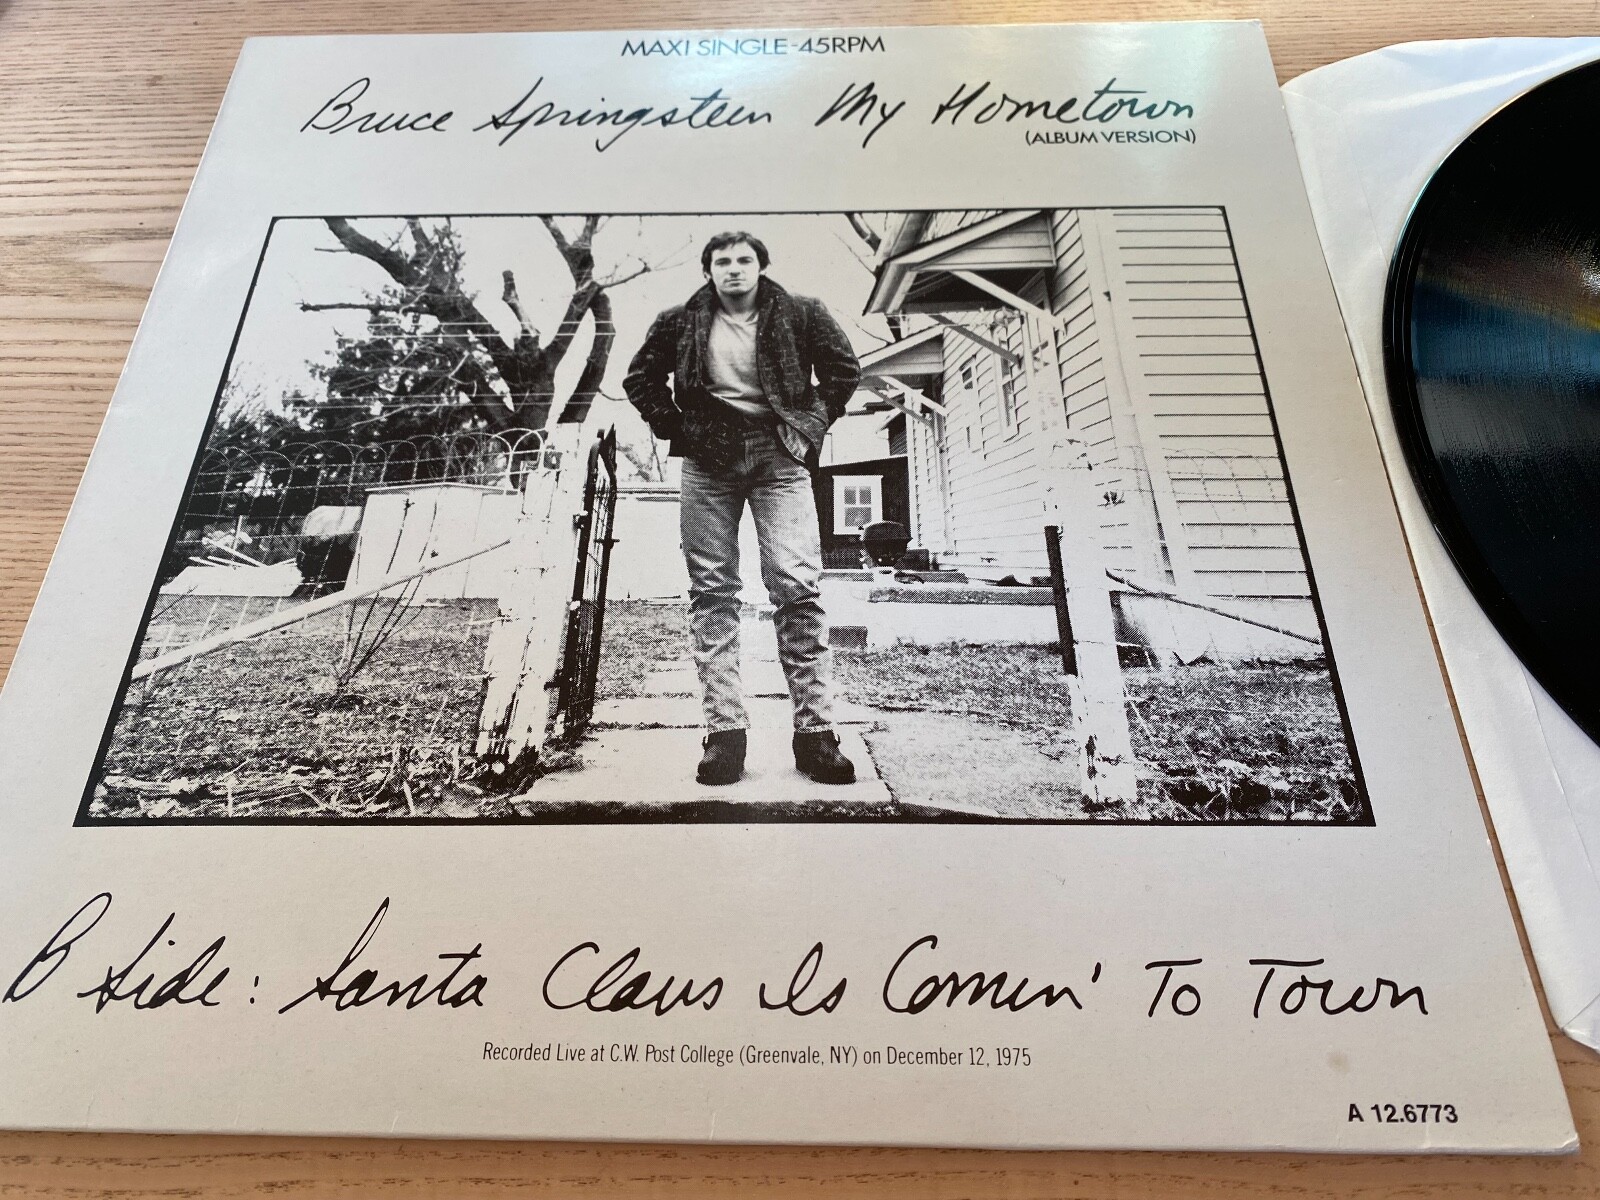 MAXI SINGLE-45RPM
Bruce Springsteen My Hometown
(ALBUM VERSION)
B Side: Santa Claus Is Comin' To Town
Recorded Live at C.W. Post College (Greenvale, NY) on December 12, 1975
A 12.6773